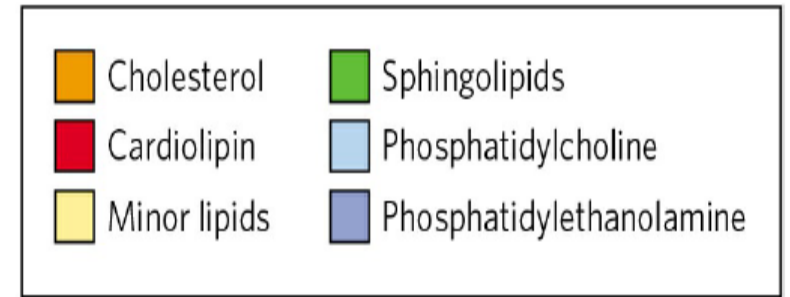 Cholesterol
Cardiolipin
Minor lipids
Sphingolipids
Phosphatidylcholine
Phosphatidylethanolamine